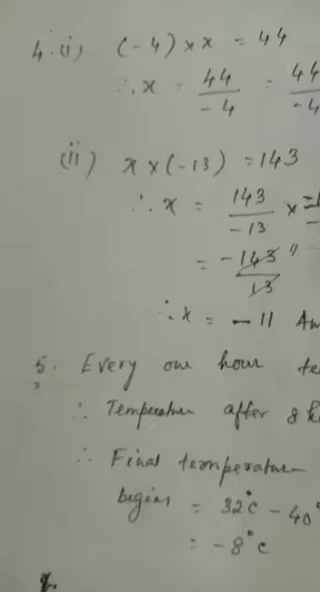 4. (i) (-4) × x = 44
∴ x = 44/-4 = 44/-4
(ii) x × (-13) = 143
∴ x = 143/-13 ×
= -143/13 11
∴ x = -11
5. Every one hour
∴ Temperature after 8
∴ Final temperature
begins = 32°C - 40°
= -8°C